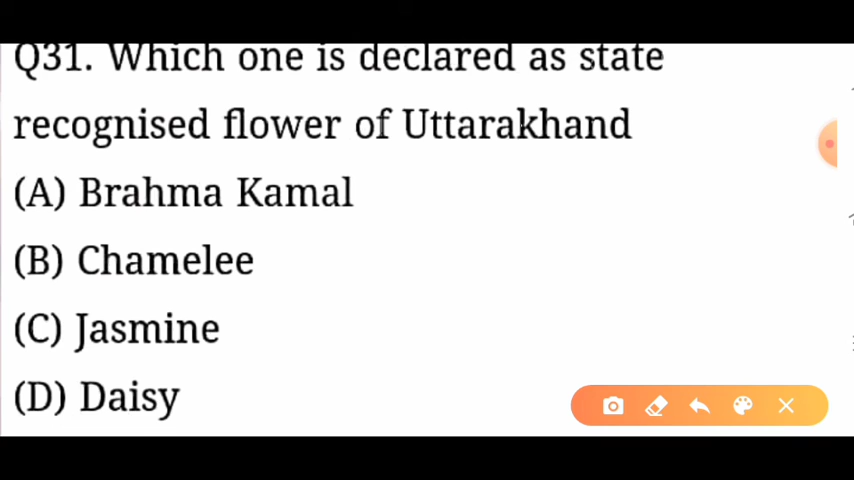 Q31. Which one is declared as state
recognised flower of Uttarakhand
(A) Brahma Kamal
(B) Chamelee
(C) Jasmine
(D) Daisy